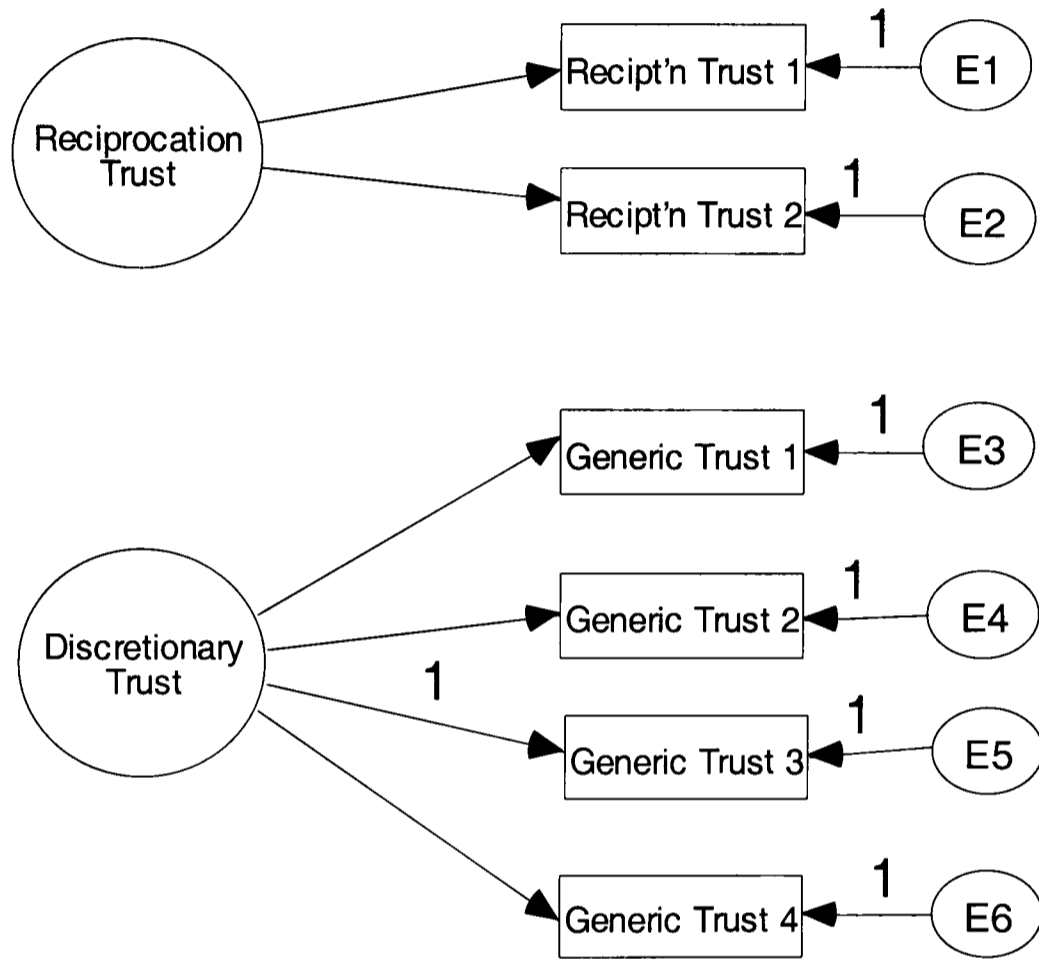 1
Recipt'n Trust 1
E1
Reciprocation
Trust
1
Recipt'n Trust 2
E2
1
Generic Trust 1
E3
1
Generic Trust 2
E4
Discretionary
Trust
1
1
Generic Trust 3
E5
1
Generic Trust 4
E6